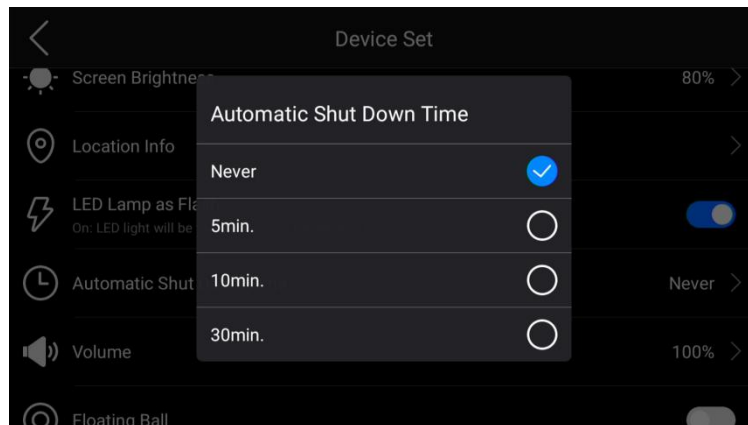 Device Set
Screen Brightne
80%
Automatic Shut Down Time
Location Info
Never
LED Lamp as Fla
On: LED light will be
5min.
Automatic Shut
10min.
Never
30min.
Volume
100%
Floating Ball